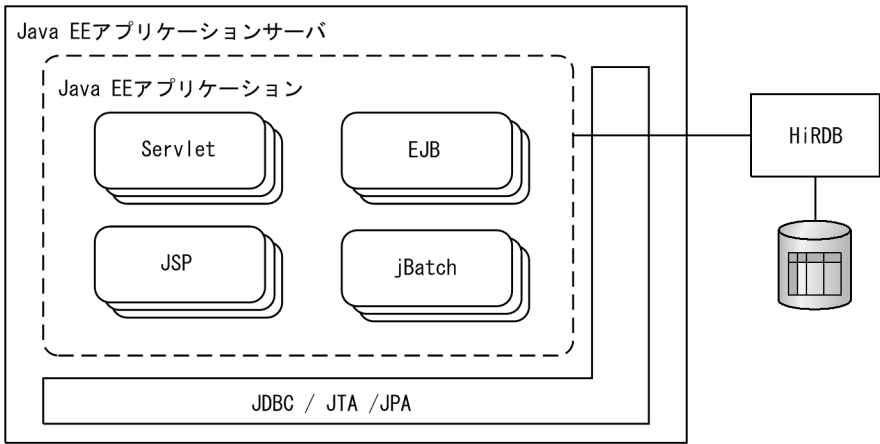 Java EEアプリケーションサーバ
Java EEアプリケーション
Servlet
EJB
HiRDB
JSP
jBatch
JDBC / JTA /JPA